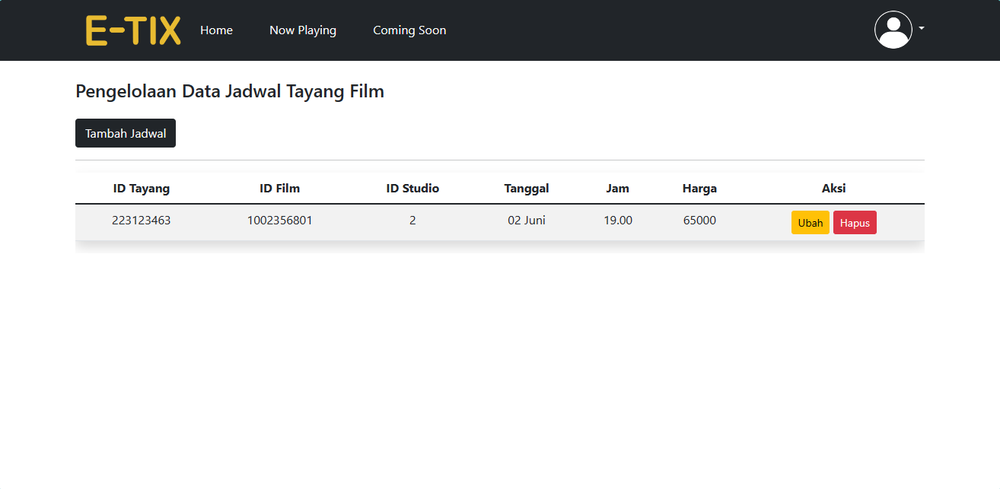 E-TIX Home Now Playing Coming Soon
Pengelolaan Data Jadwal Tayang Film
Tambah Jadwal
ID Tayang ID Film ID Studio Tanggal Jam Harga Aksi
223123463 1002356801 2 02 Juni 19.00 65000 Ubah Hapus